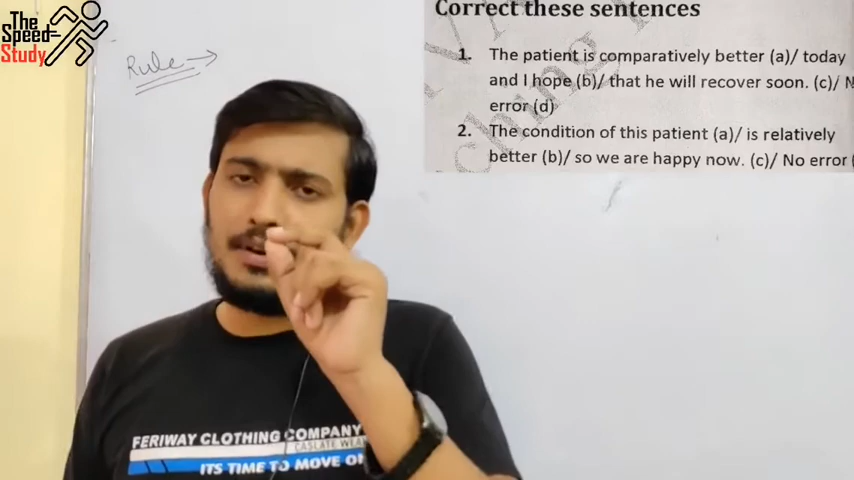 The
Speed
Study
Rule →
Correct these sentences
1. The patient is comparatively better (a)/ today
and I hope (b)/ that he will recover soon. (c)/ N
error (d)
2. The condition of this patient (a)/ is relatively
better (b)/ so we are happy now. (c)/ No error (
FERIWAY CLOTHING COMPANY
CASLATE WEA
ITS TIME TO MOVE ON